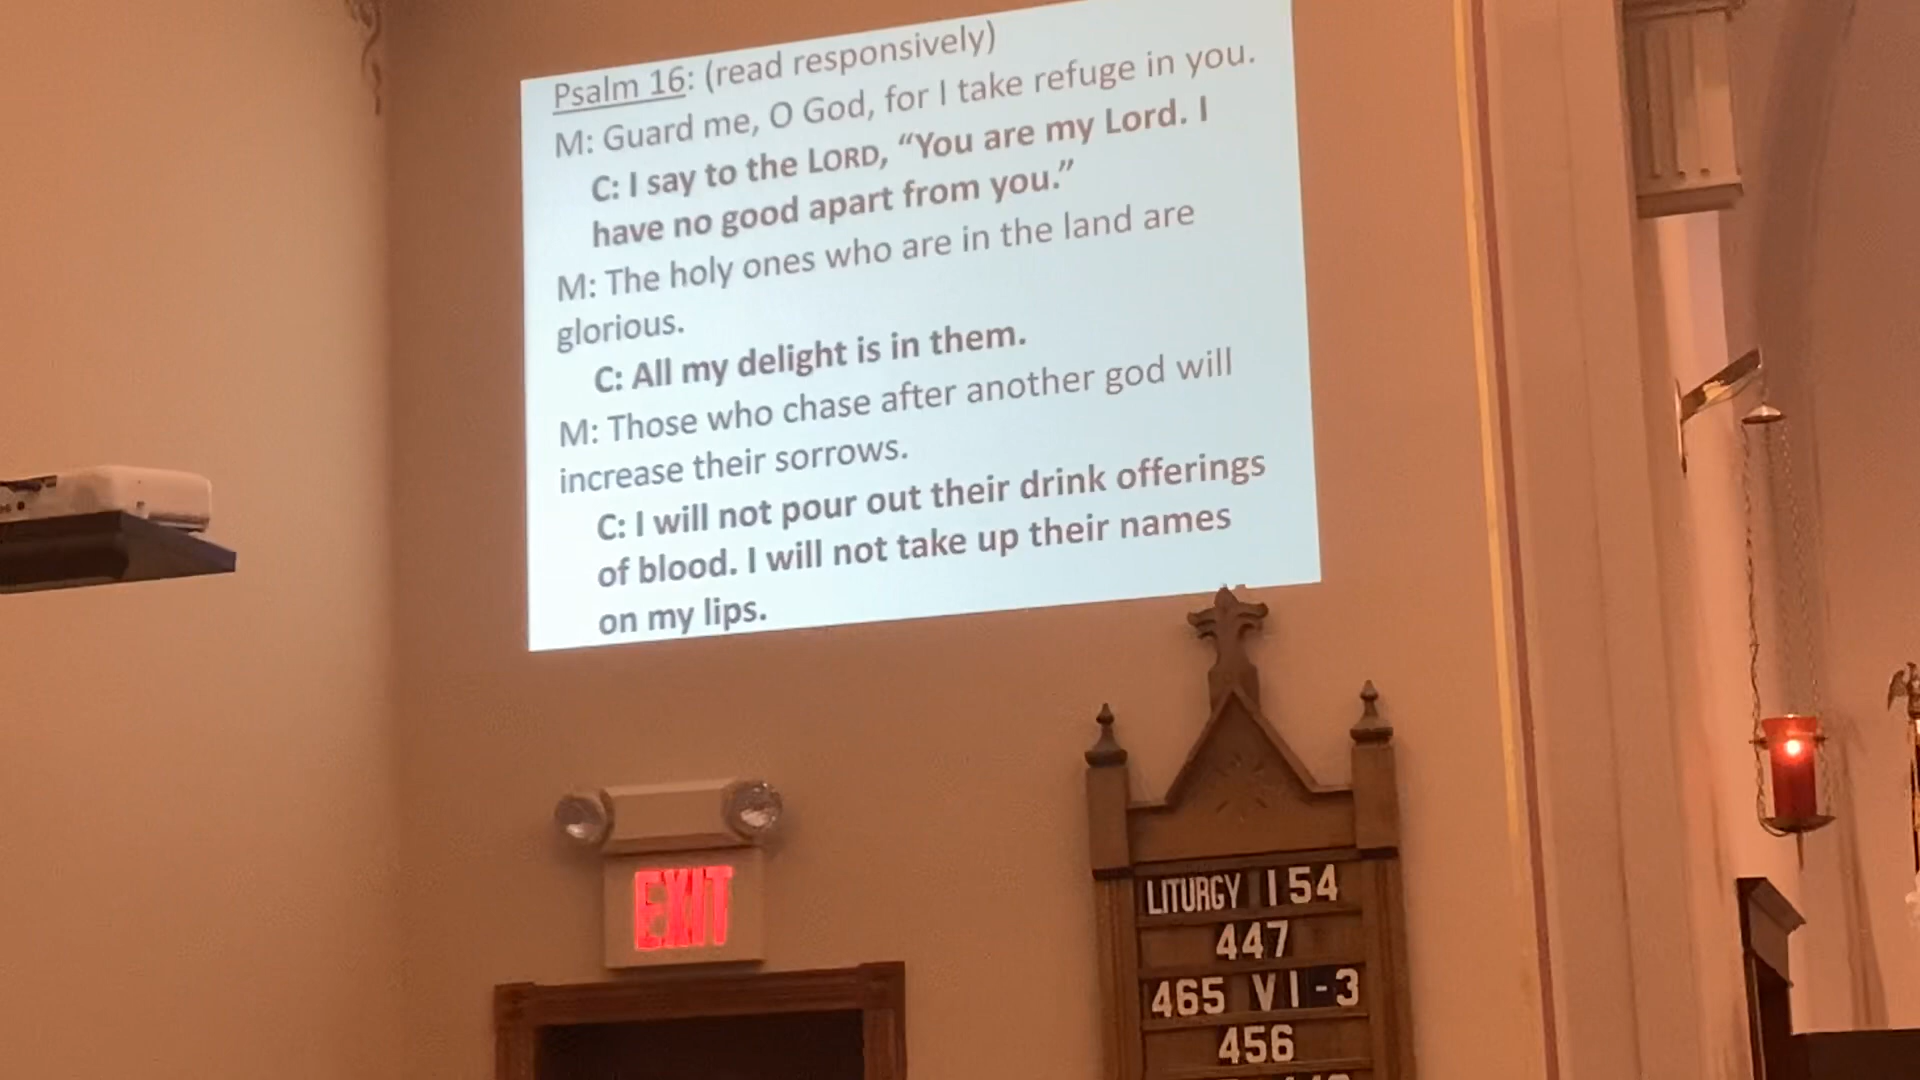 Psalm 16: (read responsively)
M: Guard me, O God, for I take refuge in you.
C: I say to the LORD, “You are my Lord. I
have no good apart from you.”
M: The holy ones who are in the land are
glorious.
C: All my delight is in them.
M: Those who chase after another god will
increase their sorrows.
C: I will not pour out their drink offerings
of blood. I will not take up their names
on my lips.
EXIT
LITURGY 154
447
465 V1-3
456